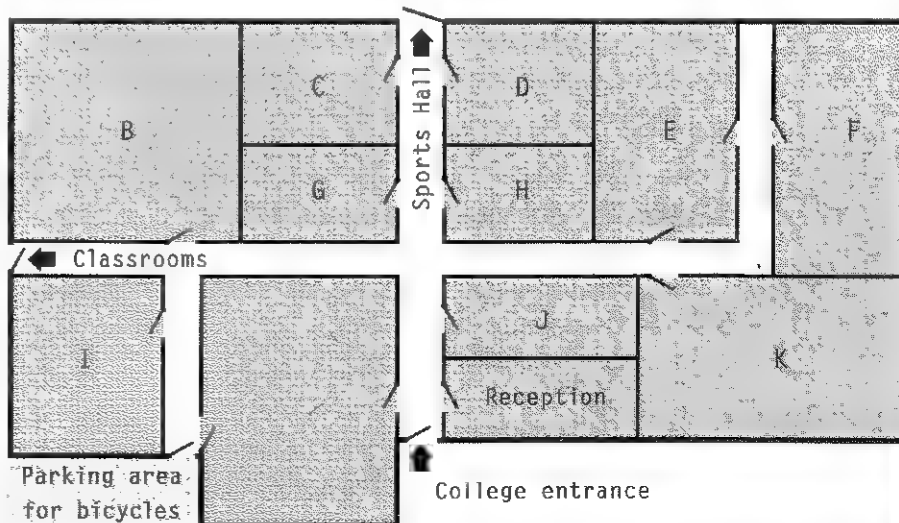 C
D
B
E
F
G
H
Sports Hall
Classrooms
I
J
K
Reception
Parking area
for bicycles
College entrance